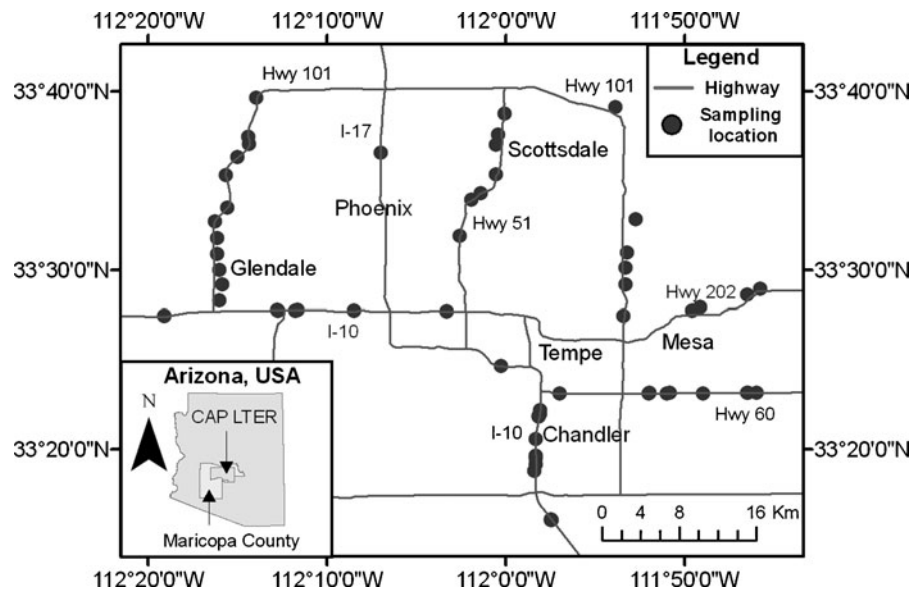 112°20'0"W 112°10'0"W 112°0'0"W 111°50'0"W
33°40'0"N
33°30'0"N
33°20'0"N
33°40'0"N
33°30'0"N
33°20'0"N
Legend
Highway
Sampling
location
Hwy 101
Hwy 101
I-17
Scottsdale
Phoenix
Hwy 51
Glendale
Hwy 202
I-10
Tempe
Mesa
Hwy 60
I-10
Chandler
Arizona, USA
N
CAP LTER
Maricopa County
0 4 8 16 Km
112°20'0"W 112°10'0"W 112°0'0"W 111°50'0"W